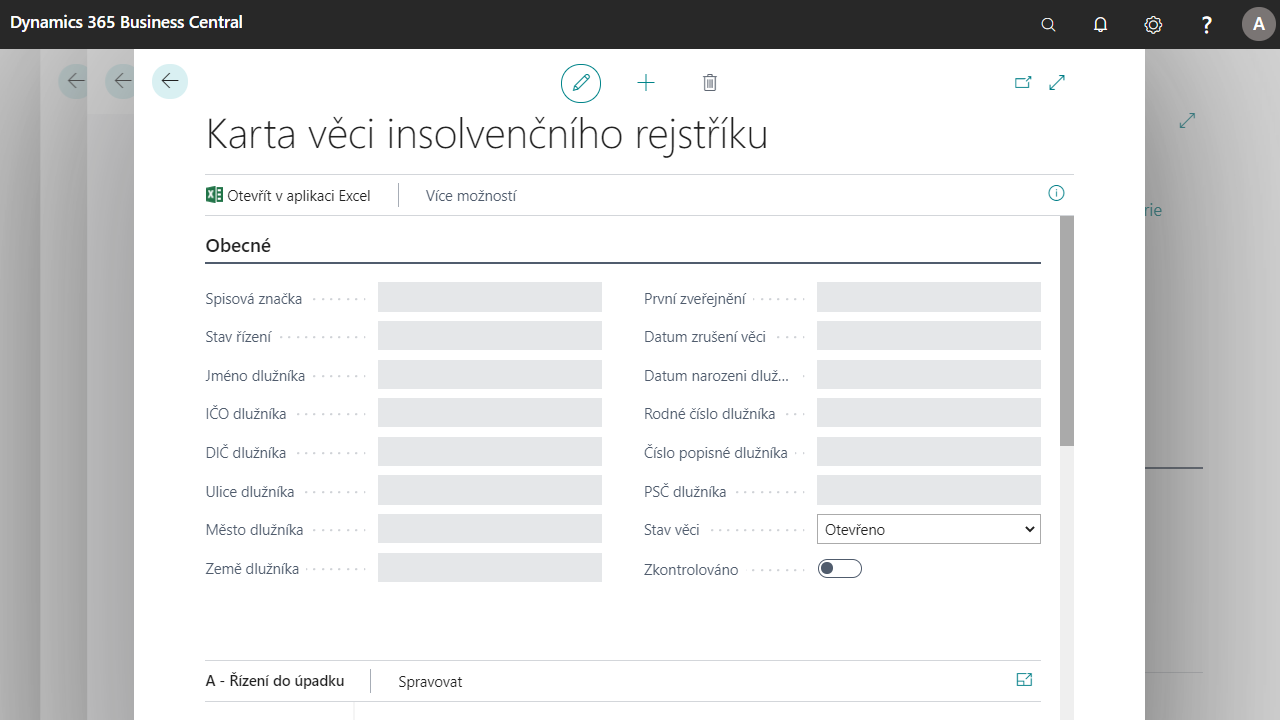 Dynamics 365 Business Central
?
A
Karta věci insolvenčního rejstříku
Otevřít v aplikaci Excel
Více možností
rie
Obecné
Spisová značka
První zveřejnění
Stav řízení
Datum zrušení věci
Jméno dlužníka
Datum narozeni dluž...
IČO dlužníka
Rodné číslo dlužníka
DIČ dlužníka
Číslo popisné dlužníka
Ulice dlužníka
PSČ dlužníka
Město dlužníka
Stav věci
Otevřeno
Země dlužníka
Zkontrolováno
A - Řízení do úpadku
Spravovat